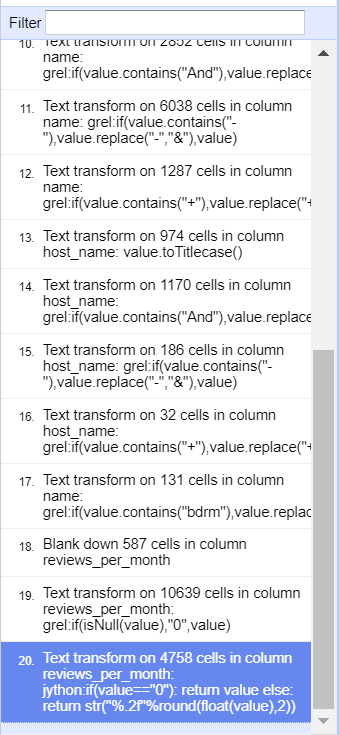 Filter
10. Text transform on 2852 cells in column
name:
grel:if(value.contains("And"),value.replace
11. Text transform on 6038 cells in column
name: grel:if(value.contains("-
"),value.replace("-","&"),value)
12. Text transform on 1287 cells in column
name:
grel:if(value.contains("+"),value.replace("+
13. Text transform on 974 cells in column
host_name: value.toTitlecase()
14. Text transform on 1170 cells in column
host_name:
grel:if(value.contains("And"),value.replace
15. Text transform on 186 cells in column
host_name: grel:if(value.contains("-
"),value.replace("-","&"),value)
16. Text transform on 32 cells in column
host_name:
grel:if(value.contains("+"),value.replace("+
17. Text transform on 131 cells in column
name:
grel:if(value.contains("bdrm"),value.replac
18. Blank down 587 cells in column
reviews_per_month
19. Text transform on 10639 cells in column
reviews_per_month:
grel:if(isNull(value),"0",value)
20. Text transform on 4758 cells in column
reviews_per_month:
jython:if(value=="0"): return value else:
return str("%.2f"%round(float(value),2))